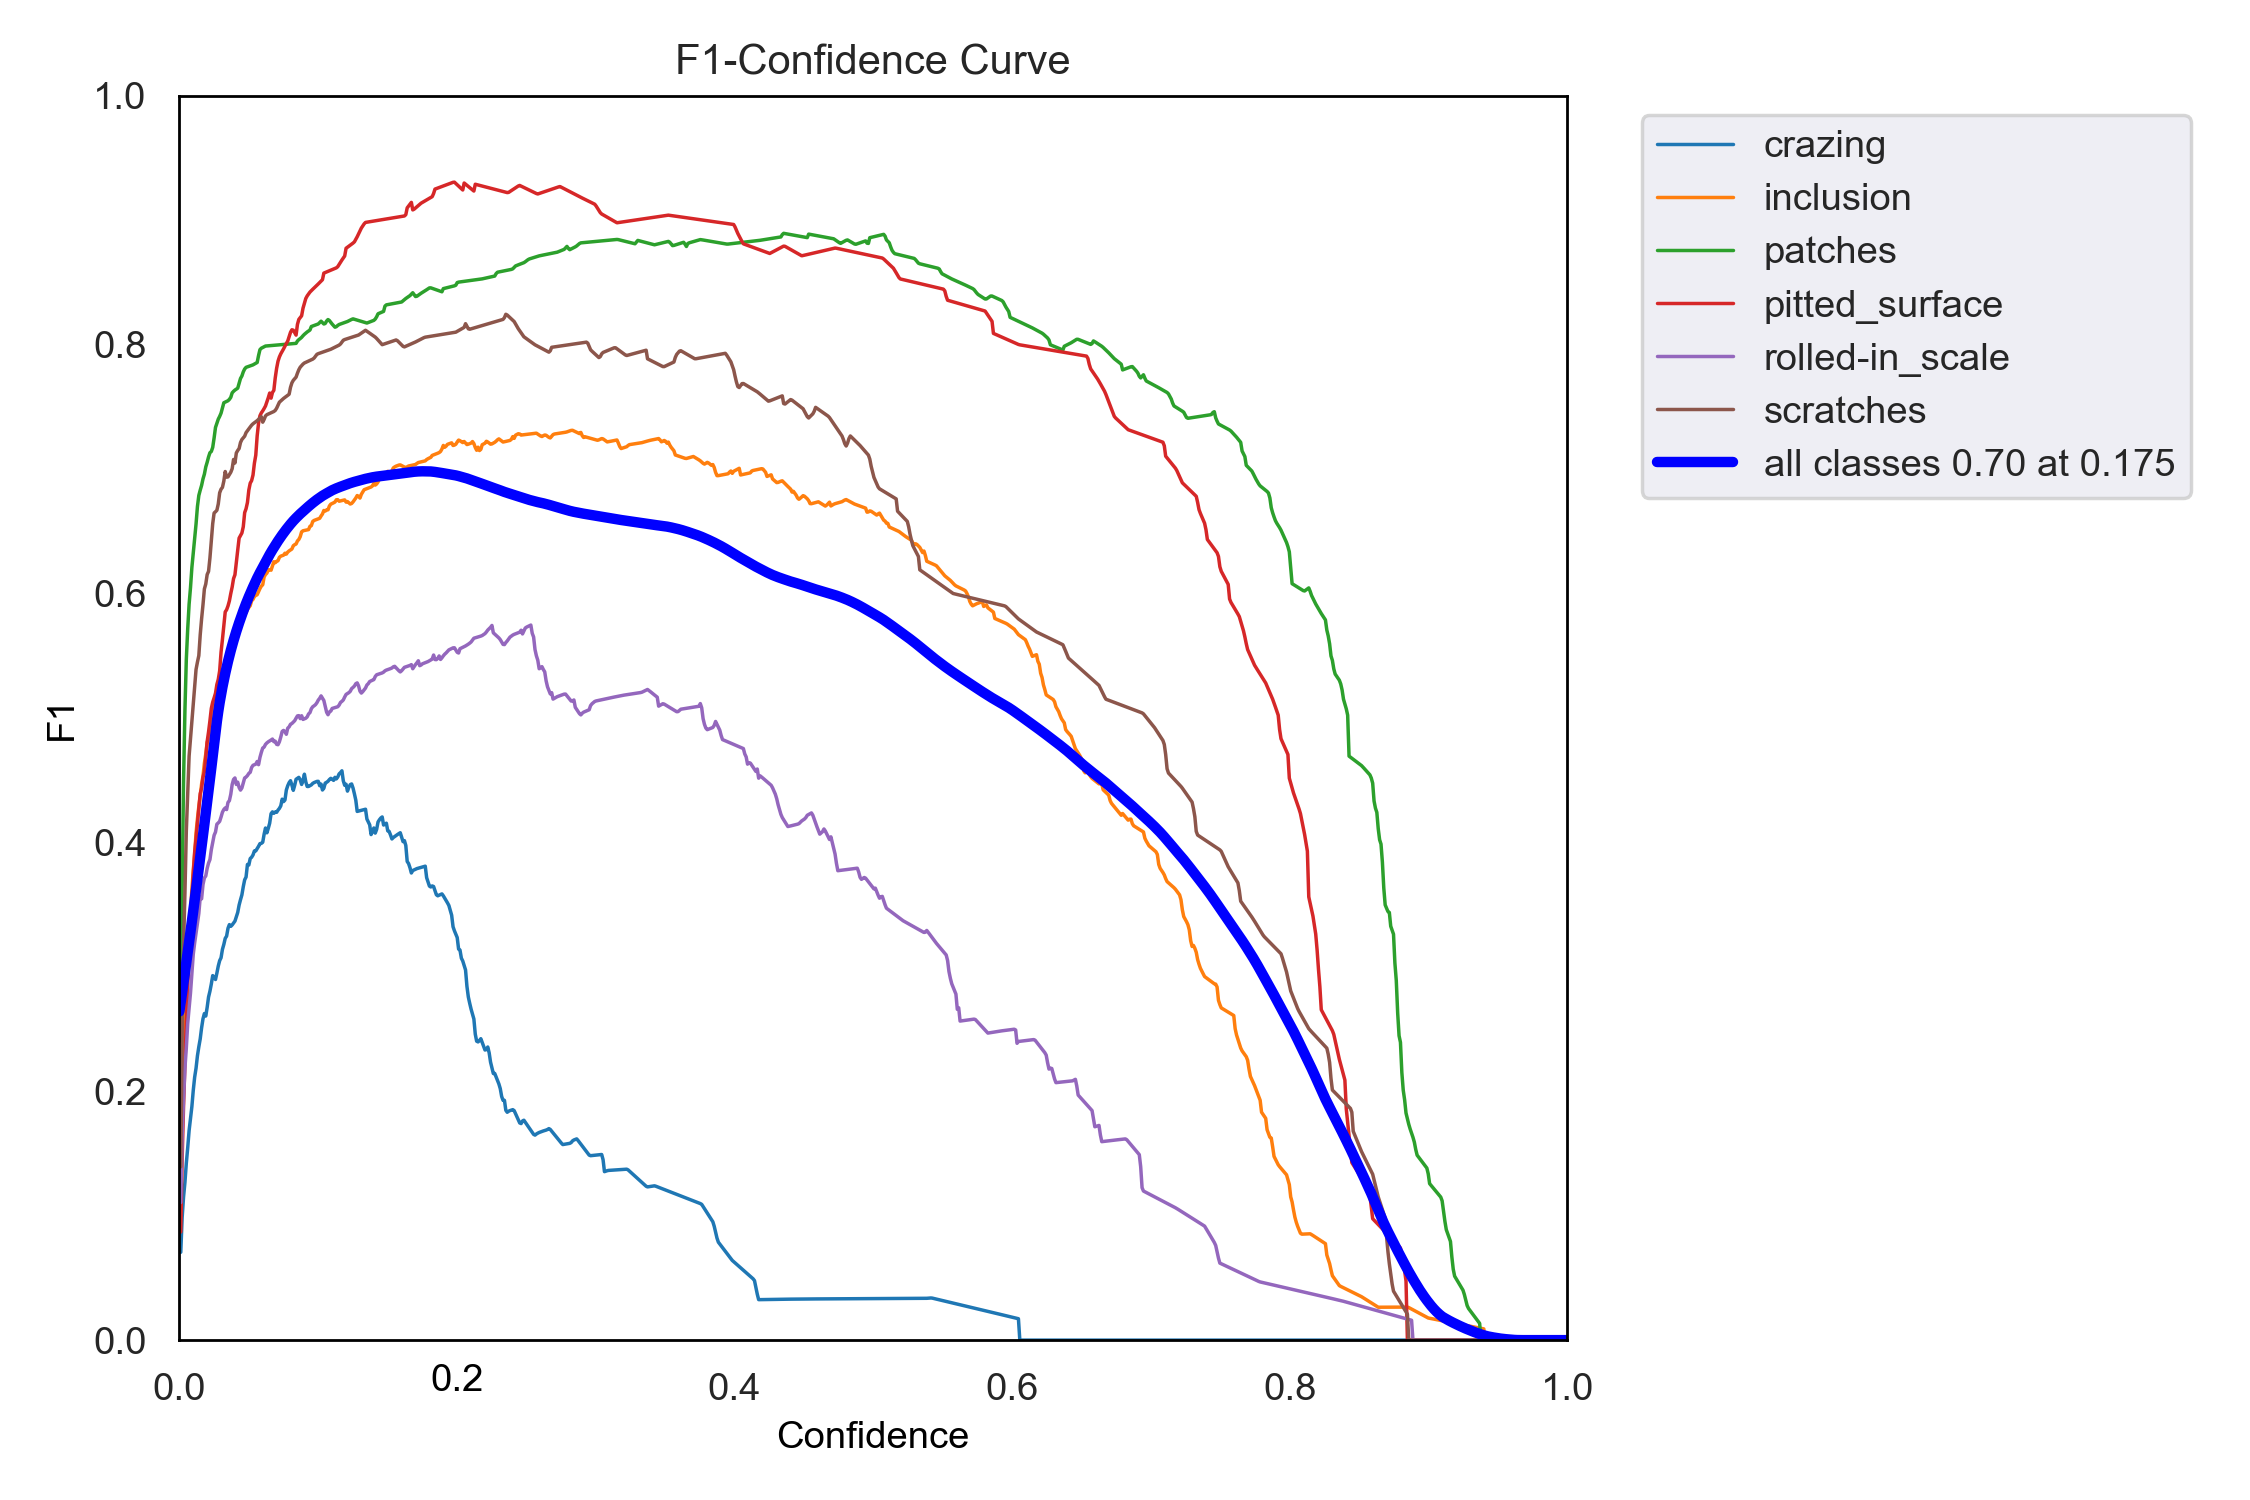 F1-Confidence Curve
1.0
0.8
0.6
0.4
0.2
0.0
F1
0.0 0.2 0.4 0.6 0.8 1.0
Confidence
crazing
inclusion
patches
pitted_surface
rolled-in_scale
scratches
all classes 0.70 at 0.175